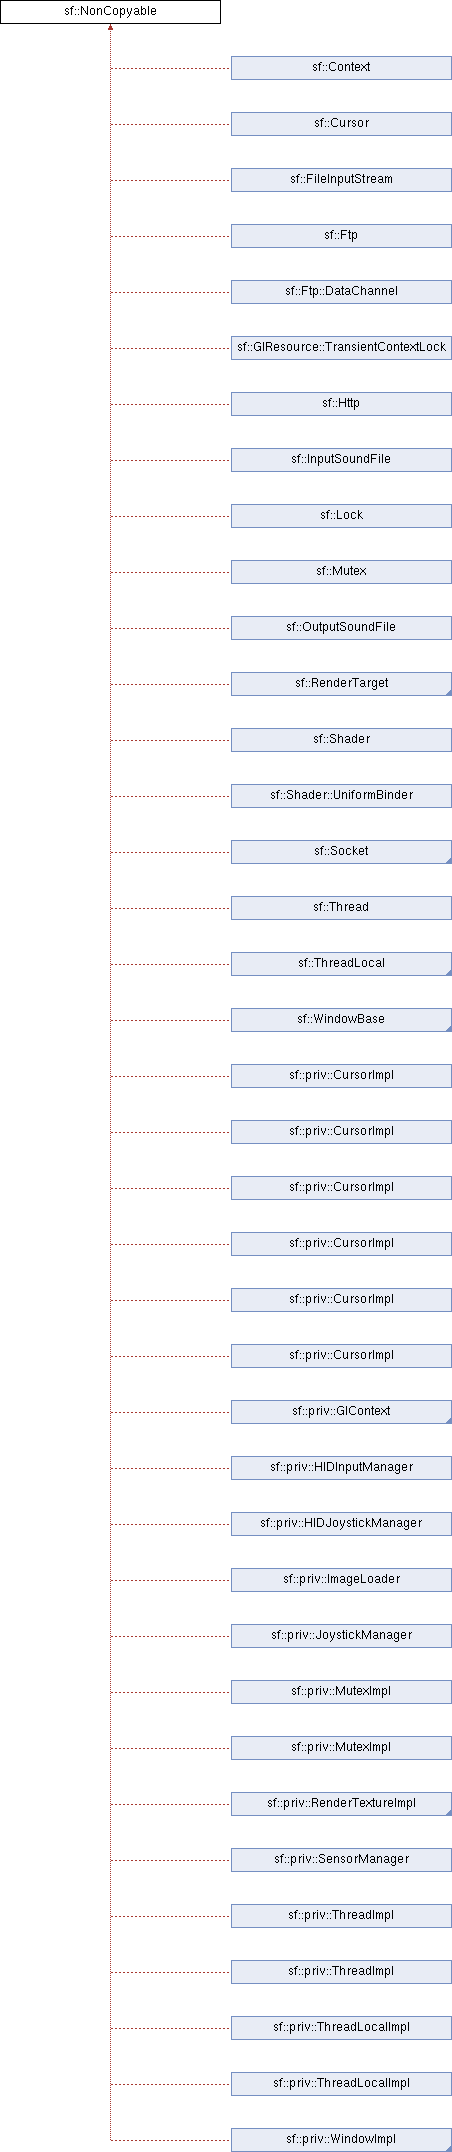 sf::NonCopyable
sf::Context
sf::Cursor
sf::FileInputStream
sf::Ftp
sf::Ftp::DataChannel
sf::GlResource::TransientContextLock
sf::Http
sf::InputSoundFile
sf::Lock
sf::Mutex
sf::OutputSoundFile
sf::RenderTarget
sf::Shader
sf::Shader::UniformBinder
sf::Socket
sf::Thread
sf::ThreadLocal
sf::WindowBase
sf::priv::CursorImpl
sf::priv::CursorImpl
sf::priv::CursorImpl
sf::priv::CursorImpl
sf::priv::CursorImpl
sf::priv::CursorImpl
sf::priv::GlContext
sf::priv::HIDInputManager
sf::priv::HIDJoystickManager
sf::priv::ImageLoader
sf::priv::JoystickManager
sf::priv::MutexImpl
sf::priv::MutexImpl
sf::priv::RenderTextureImpl
sf::priv::SensorManager
sf::priv::ThreadImpl
sf::priv::ThreadImpl
sf::priv::ThreadLocalImpl
sf::priv::ThreadLocalImpl
sf::priv::WindowImpl